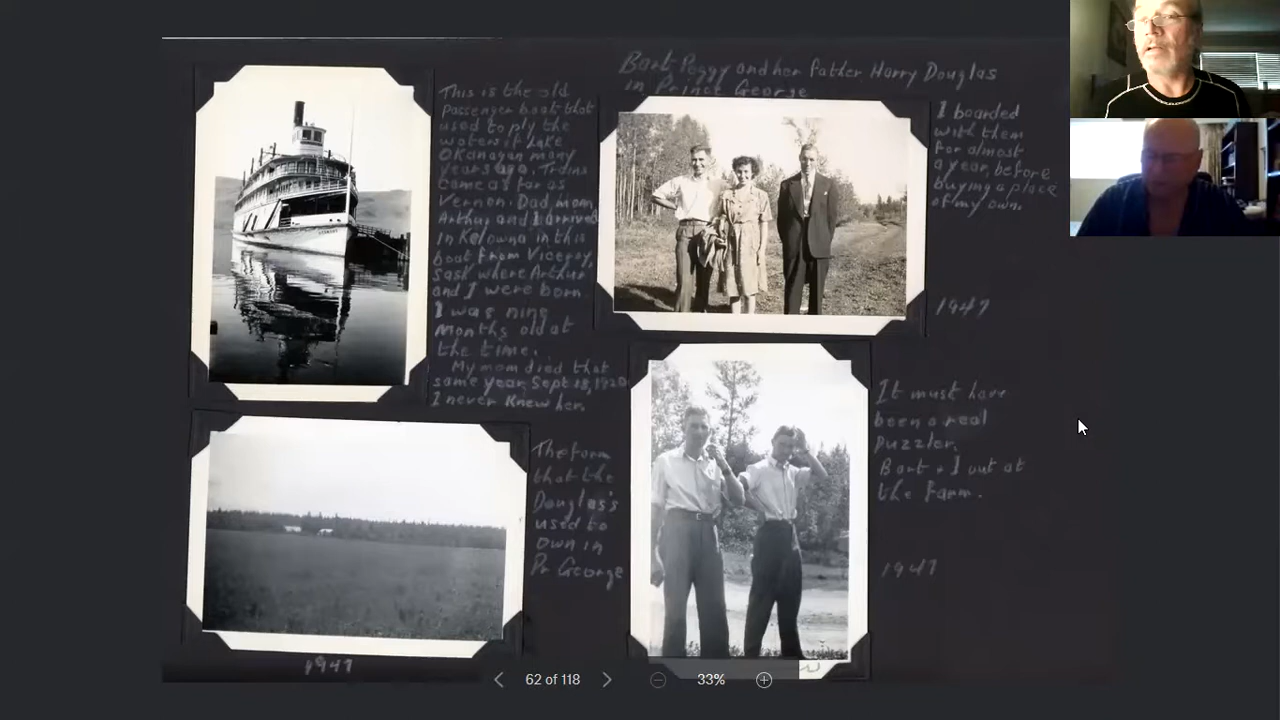 This is the old
Passenger boat that
used to ply the
waters of Lake
Okanagan many
years ago. Trains
came as far as
Vernon. Dad, mom,
Arthur, and I arrived
in Kelowna in this
boat from Viceroy,
Sask where Arthur
and I were born
I was nine
months old at
the time.
My mom died that
same year, Sept 18, 1920
I never knew her.
Bart Peggy and her father Harry Douglas
in Prince George
I boarded
with them
for almost
a year, before
buying a place
of my own.
1947
The farm
that the
Douglas's
used to
own in
Pr George
1947
It must have
been a real
puzzler.
Bart + I out at
the farm.
1947
62 of 118
33%